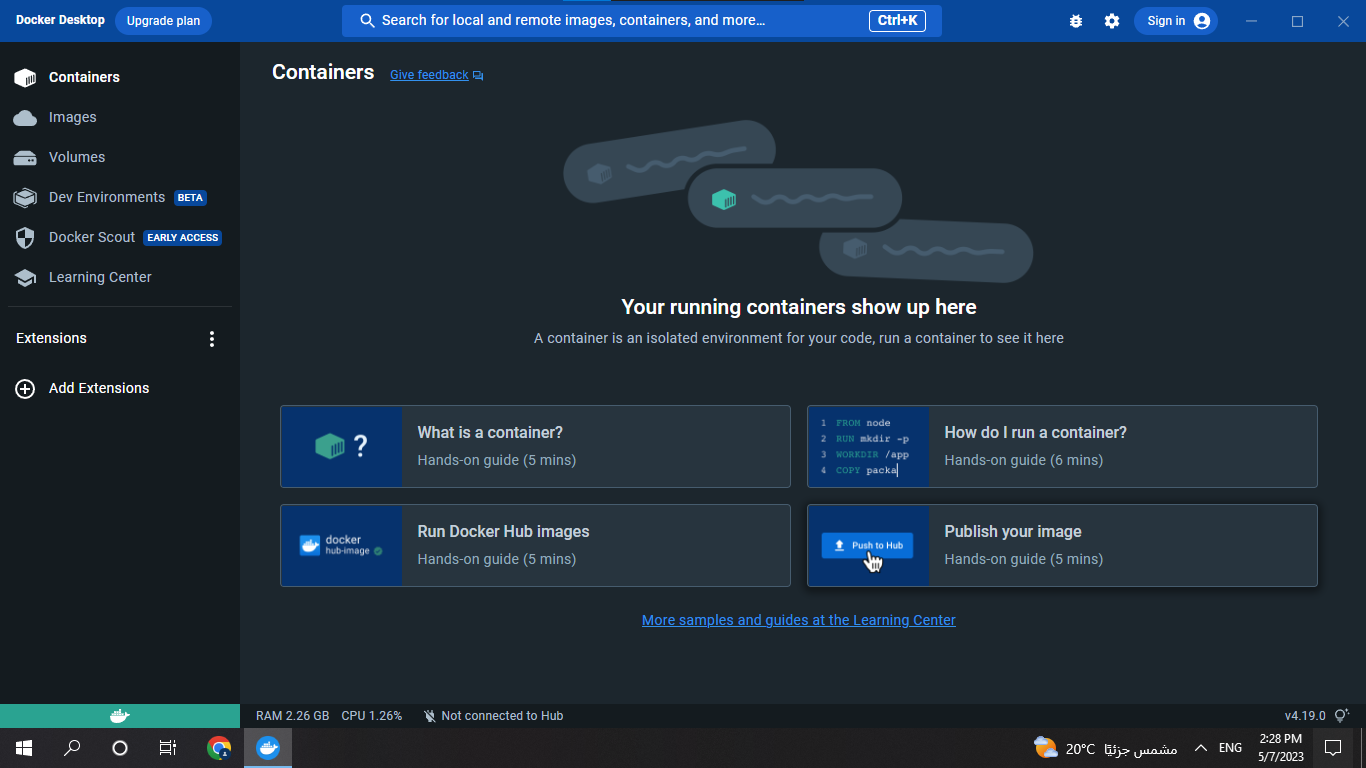 Docker Desktop
Upgrade plan
Search for local and remote images, containers, and more...
Ctrl+K
Sign in
Containers
Images
Volumes
Dev Environments BETA
Docker Scout EARLY ACCESS
Learning Center
Extensions
Add Extensions
Containers
Give feedback
Your running containers show up here
A container is an isolated environment for your code, run a container to see it here
?
What is a container?
Hands-on guide (5 mins)
1 FROM node
2 RUN mkdir -p
3 WORKDIR /app
4 COPY packa
How do I run a container?
Hands-on guide (6 mins)
docker
hub-image
Run Docker Hub images
Hands-on guide (5 mins)
Push to Hub
Publish your image
Hands-on guide (5 mins)
More samples and guides at the Learning Center
RAM 2.26 GB CPU 1.26% Not connected to Hub
v4.19.0
20°C مشمس جزئيًا
ENG
2:28 PM
5/7/2023